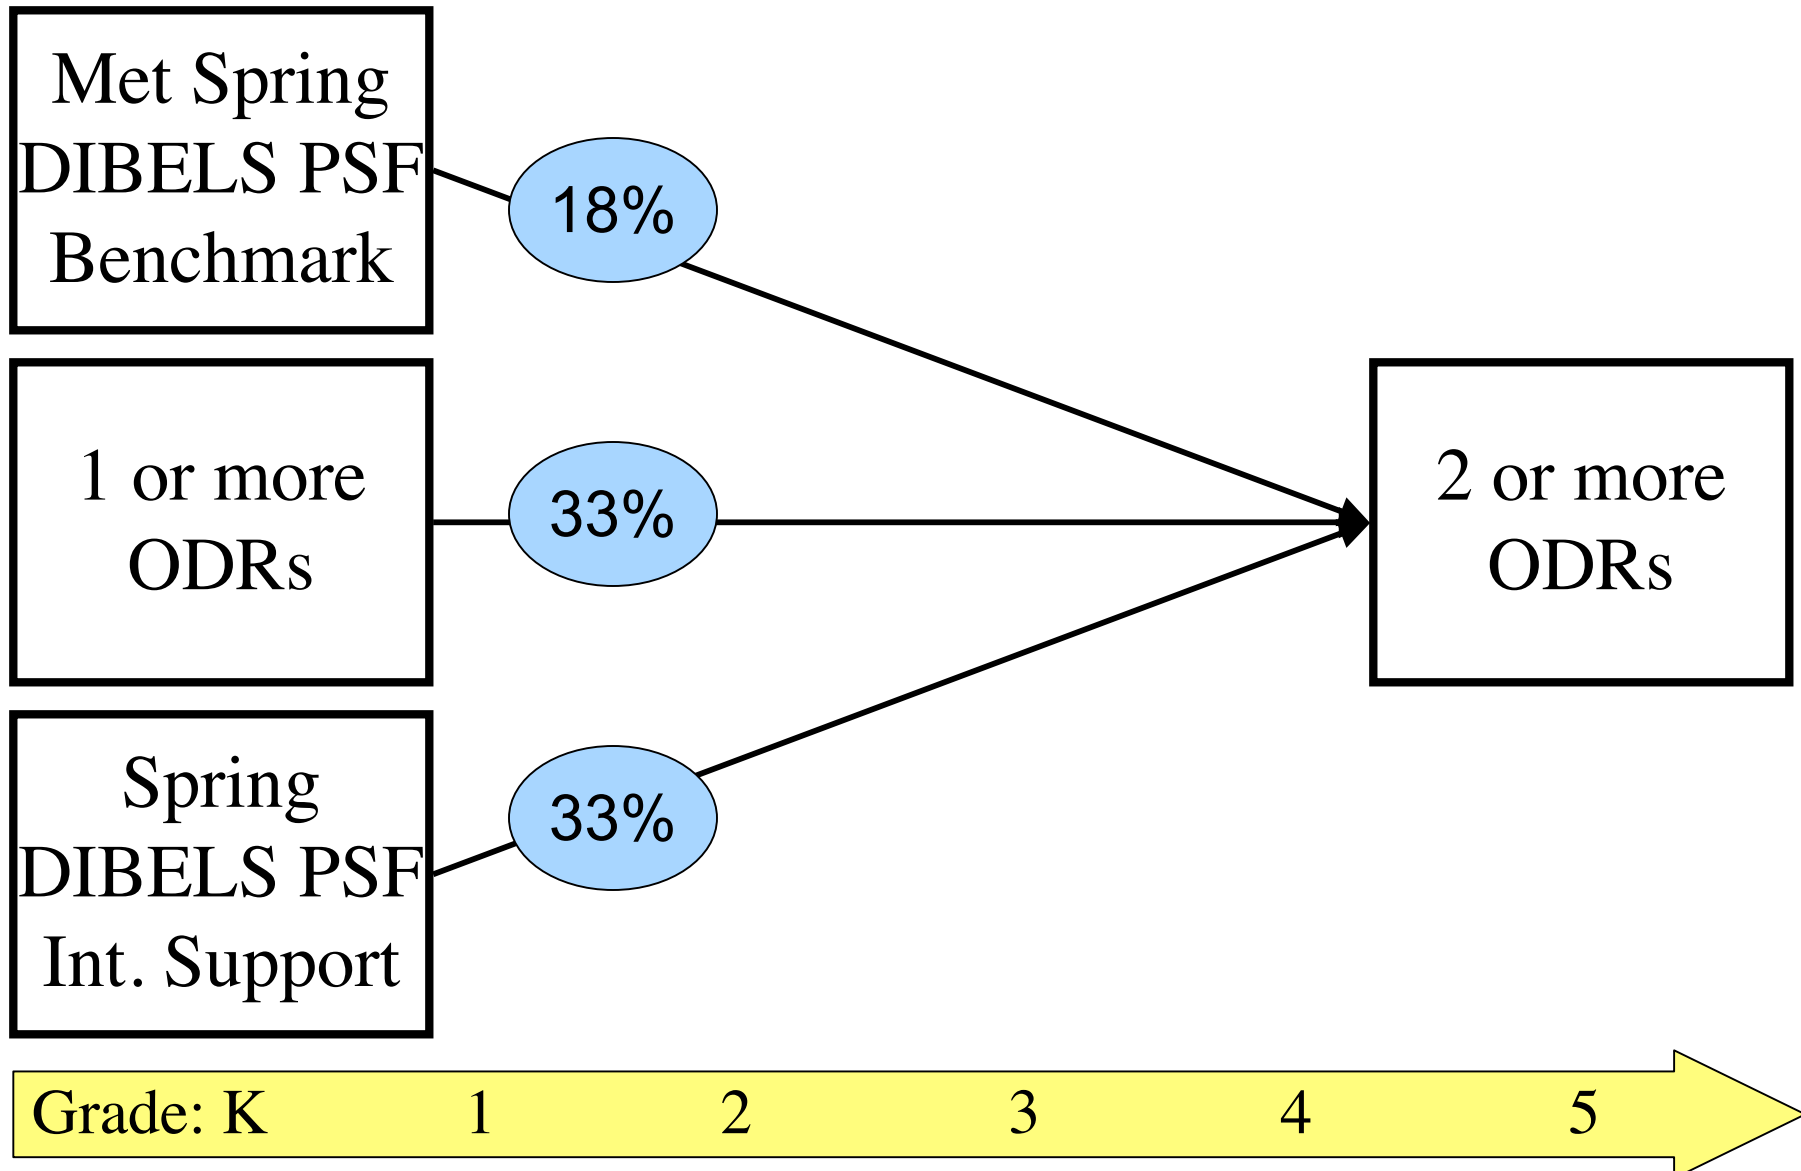 Met Spring
DIBELS PSF
Benchmark
18%
1 or more
ODRs
33%
2 or more
ODRs
Spring
DIBELS PSF
Int. Support
33%
Grade: K 1 2 3 4 5